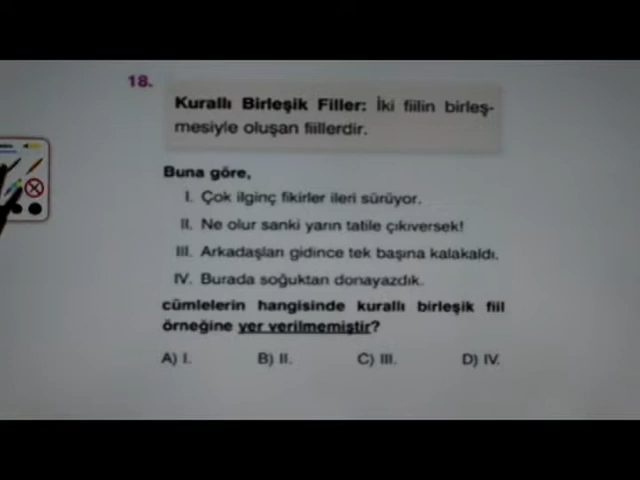 18.
Kurallı Birleşik Filler: İki fiilin birleş-
mesiyle oluşan fiillerdir.
Buna göre,
I. Çok ilginç fikirler ileri sürüyor.
II. Ne olur sanki yarın tatile çıkıversek!
III. Arkadaşları gidince tek başına kalakaldı.
IV. Burada soğuktan donayazdık.
cümlelerin hangisinde kurallı birleşik fiil
örneğine yer verilmemiştir?
A) I. B) II. C) III. D) IV.